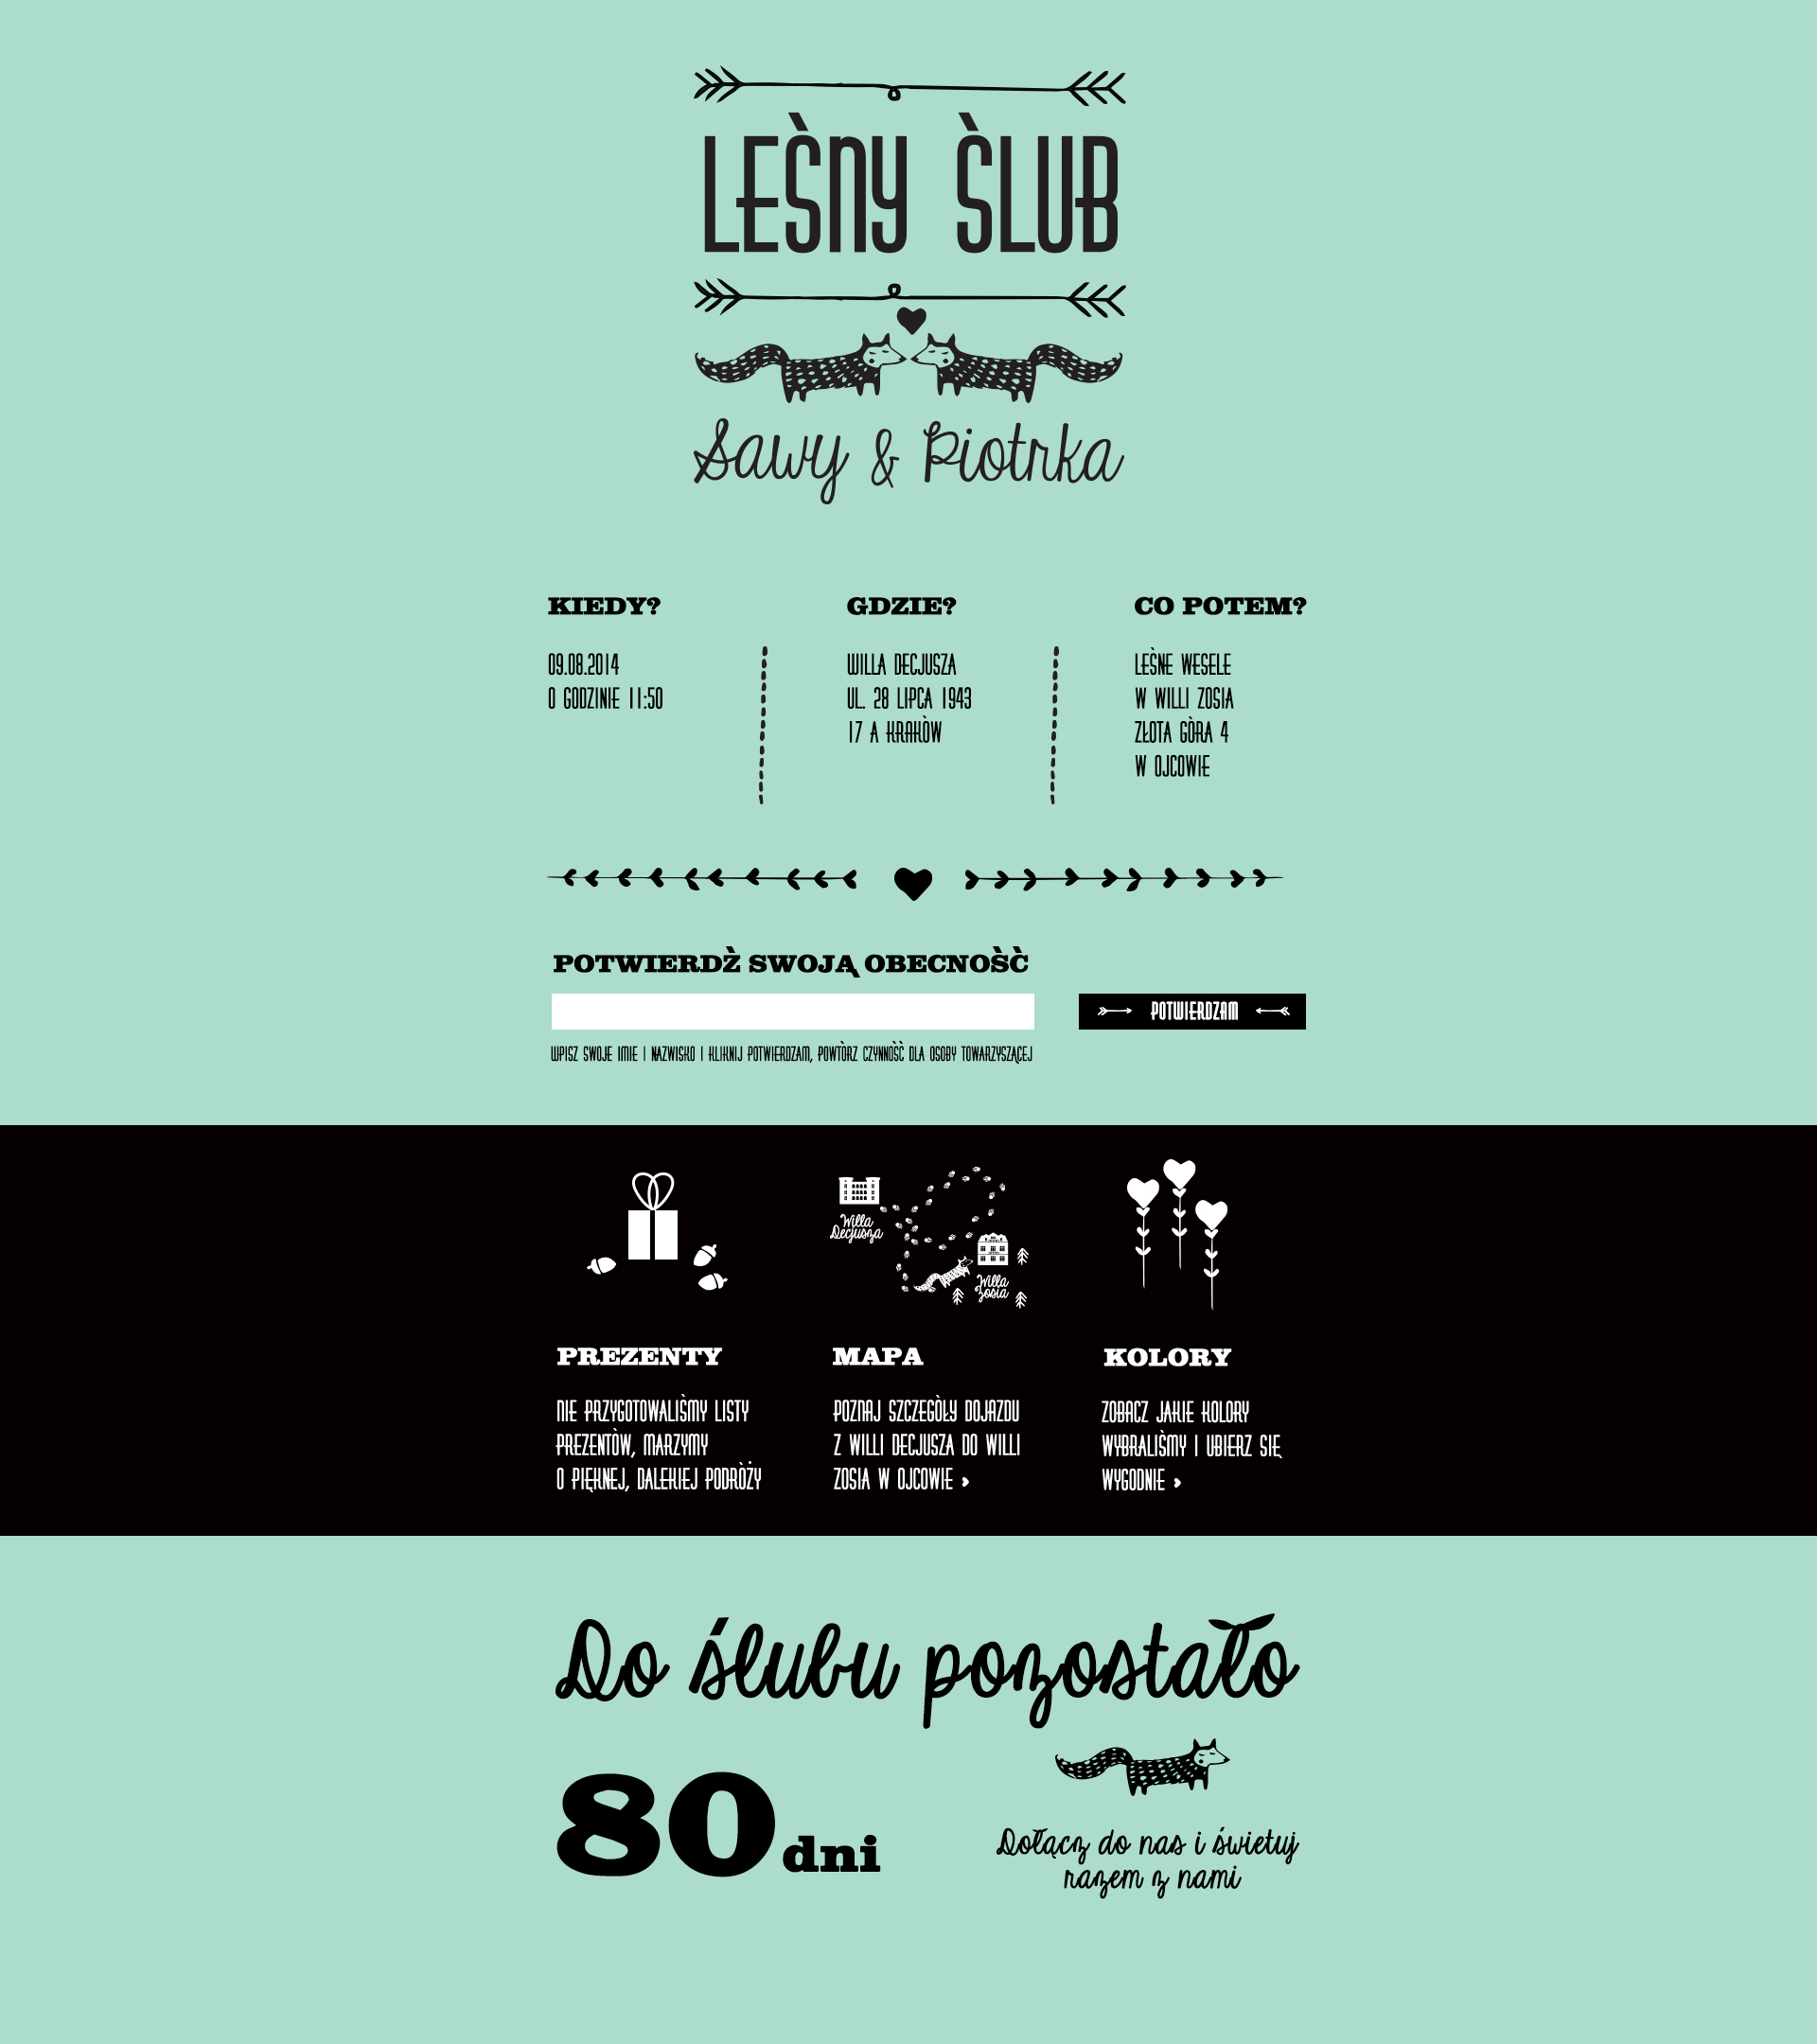 LEŚNY ŚLUB
Sawy & Piotrka
KIEDY?
09.08.2014
O GODZINIE 11:50
GDZIE?
WILLA DECJUSZA
UL. 28 LIPCA 1943
17 A KRAKÓW
CO POTEM?
LEŚNE WESELE
W WILLI ZOSIA
ZŁOTA GÓRA 4
W OJCOWIE
POTWIERDŹ SWOJĄ OBECNOŚĆ
POTWIERDZAM
WPISZ SWOJE IMIE I NAZWISKO I KLIKNIJ POTWIERDZAM, POWTÓRZ CZYNNOŚĆ DLA OSOBY TOWARZYSZĄCEJ
Willa
Decjusza
Willa
Zosia
PREZENTY
NIE PRZYGOTOWALIŚMY LISTY
PREZENTÓW, MARZYMY
O PIĘKNEJ, DALEKIEJ PODRÓŻY
MAPA
POZNAJ SZCZEGÓŁY DOJAZDU
Z WILLI DECJUSZA DO WILLI
ZOSIA W OJCOWIE
KOLORY
ZOBACZ JAKIE KOLORY
WYBRALIŚMY I UBIERZ SIĘ
WYGODNIE
Do ślubu pozostało
80 dni
Dołącz do nas i świetuj
razem z nami